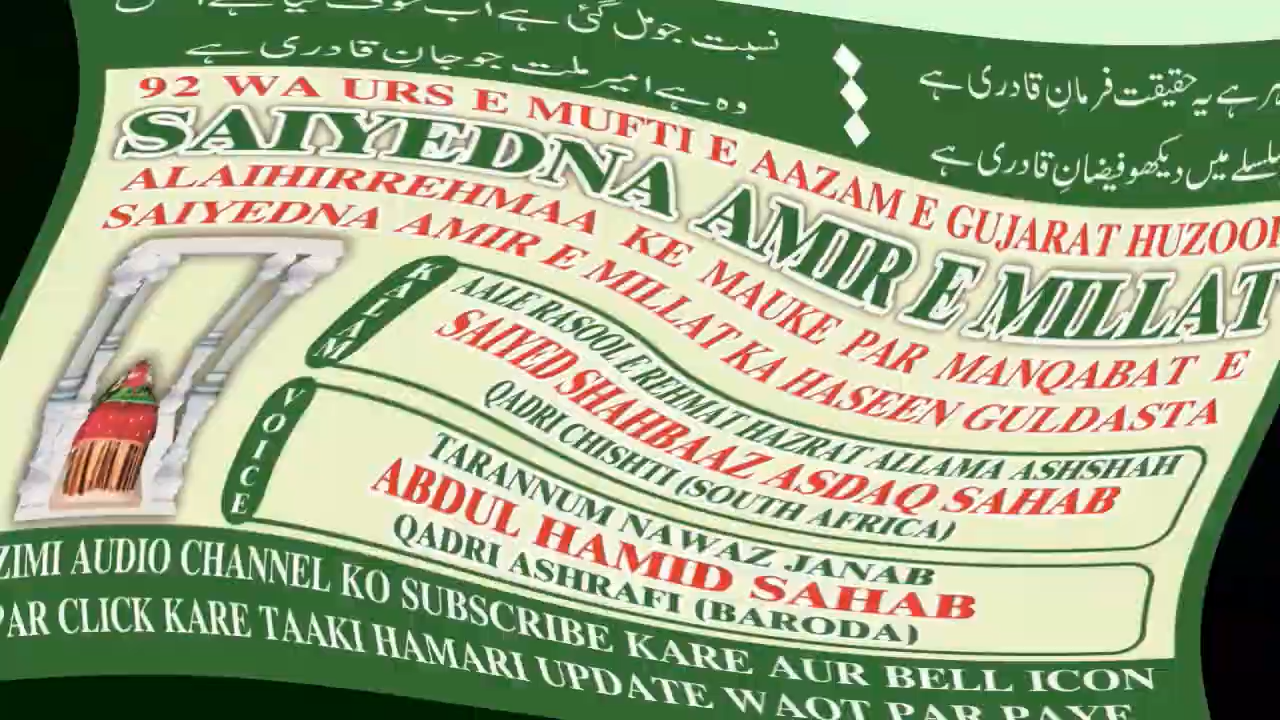 نسبت جو مل گئی ہے اب
وہ ہے امیر ملت جو جان قادری ہے
ہر ہے یہ حقیقت فرمانِ قادری ہے
سلسلے میں دیکھو فیضانِ قادری ہے
92 WA URS E MUFTI E AAZAM E GUJARAT HUZOOR
SAIYEDNA AMIR E MILLAT
ALAIHIRREHMAA KE MAUKE PAR MANQABAT E
SAIYEDNA AMIR E MILLAT KA HASEEN GULDASTA
KALAM
AALE RASOOL E REHMAT HAZRAT ALLAMA ASHSHAH
SAIYED SHAHBAAZ ASDAQ SAHAB
QADRI CHISHTI (SOUTH AFRICA)
VOICE
TARANNUM NAWAZ JANAB
ABDUL HAMID SAHAB
QADRI ASHRAFI (BARODA)
ZIMI AUDIO CHANNEL KO SUBSCRIBE KARE AUR BELL ICON
PAR CLICK KARE TAAKI HAMARI UPDATE WAQT PAR PAYE